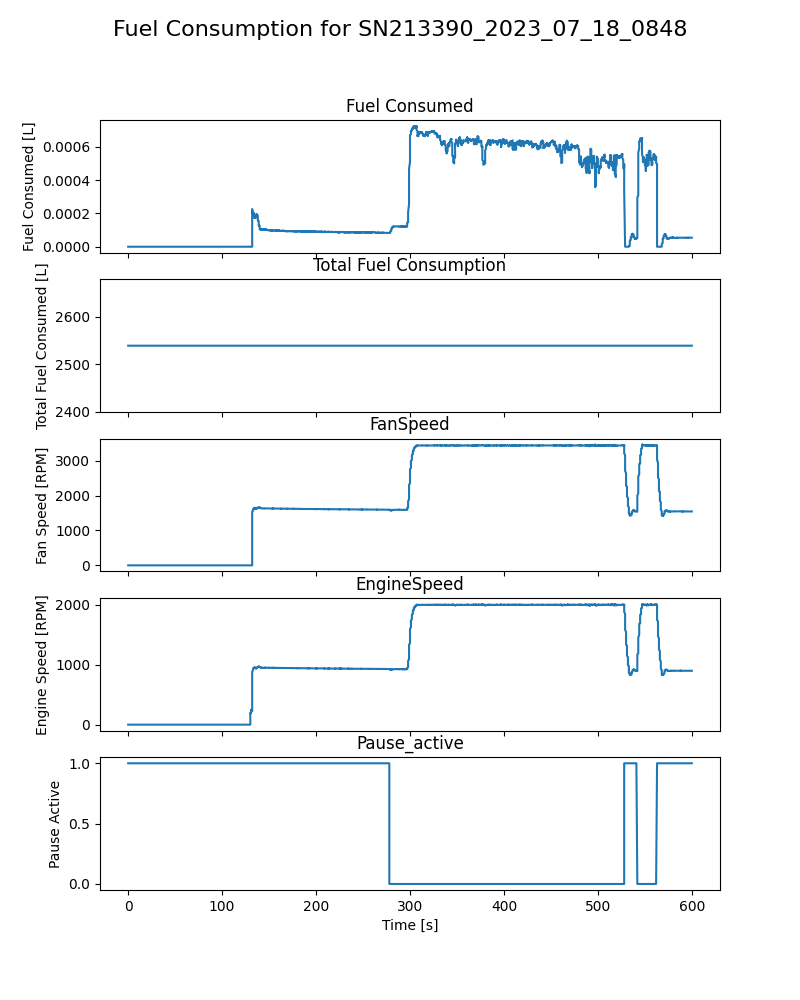 Fuel Consumption for SN213390_2023_07_18_0848
Fuel Consumed
Fuel Consumed [L]
0.0006
0.0004
0.0002
0.0000
Total Fuel Consumption
Total Fuel Consumed [L]
2600
2500
2400
FanSpeed
Fan Speed [RPM]
3000
2000
1000
0
EngineSpeed
Engine Speed [RPM]
2000
1000
0
Pause_active
Pause Active
1.0
0.5
0.0
0 100 200 300 400 500 600
Time [s]